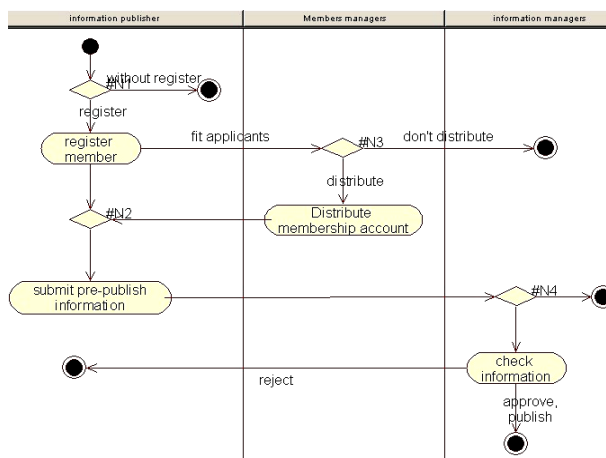 information publisher
Members managers
information managers
#N1
without register
register
register
member
fit applicants
#N3
don't distribute
distribute
#N2
Distribute
membership account
submit pre-publish
information
#N4
check
information
reject
approve,
publish